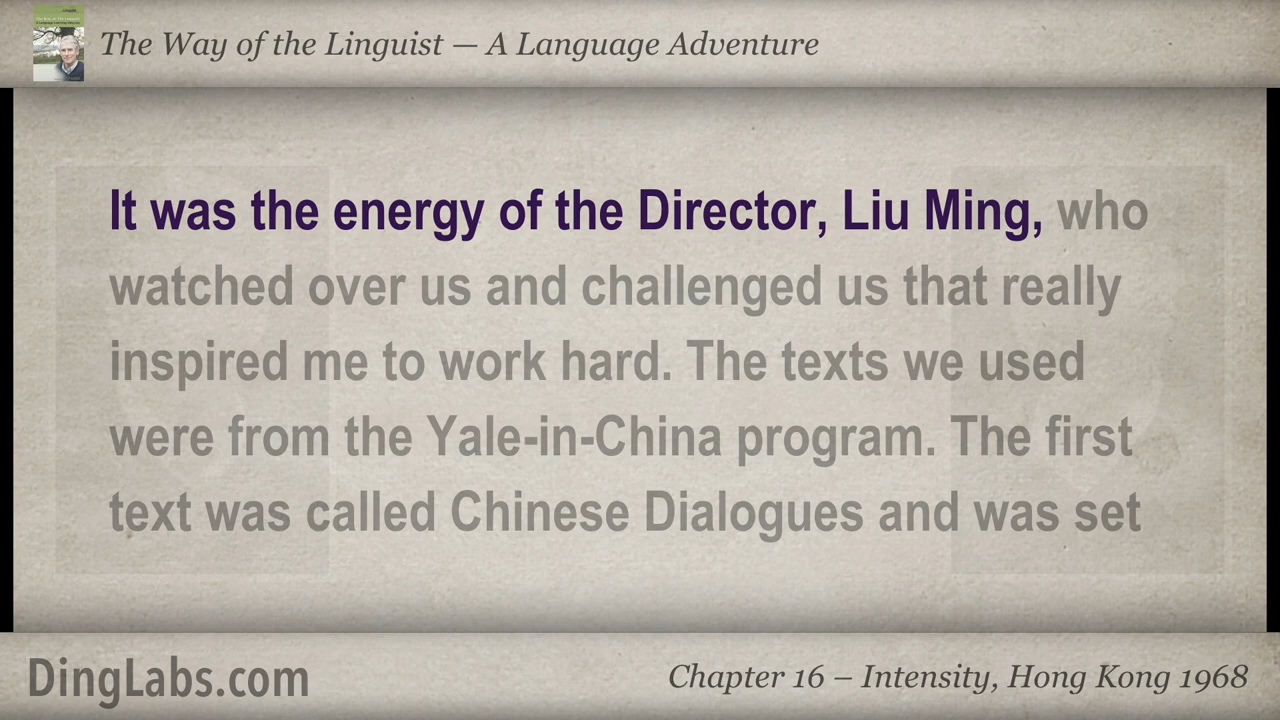 The Way of the Linguist — A Language Adventure
It was the energy of the Director, Liu Ming, who
watched over us and challenged us that really
inspired me to work hard. The texts we used
were from the Yale-in-China program. The first
text was called Chinese Dialogues and was set
DingLabs.com
Chapter 16 – Intensity, Hong Kong 1968